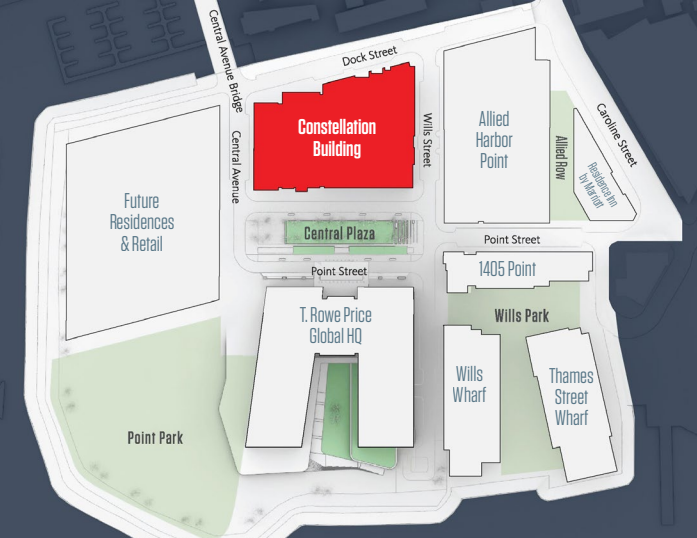 Central Avenue Bridge
Dock Street
Constellation
Building
Wills Street
Allied
Harbor
Point
Allied Row
Caroline Street
Residence Inn
by Marriott
Central Avenue
Future
Residences
& Retail
Central Plaza
Point Street
Point Street
1405 Point
T. Rowe Price
Global HQ
Wills Park
Wills
Wharf
Thames
Street
Wharf
Point Park